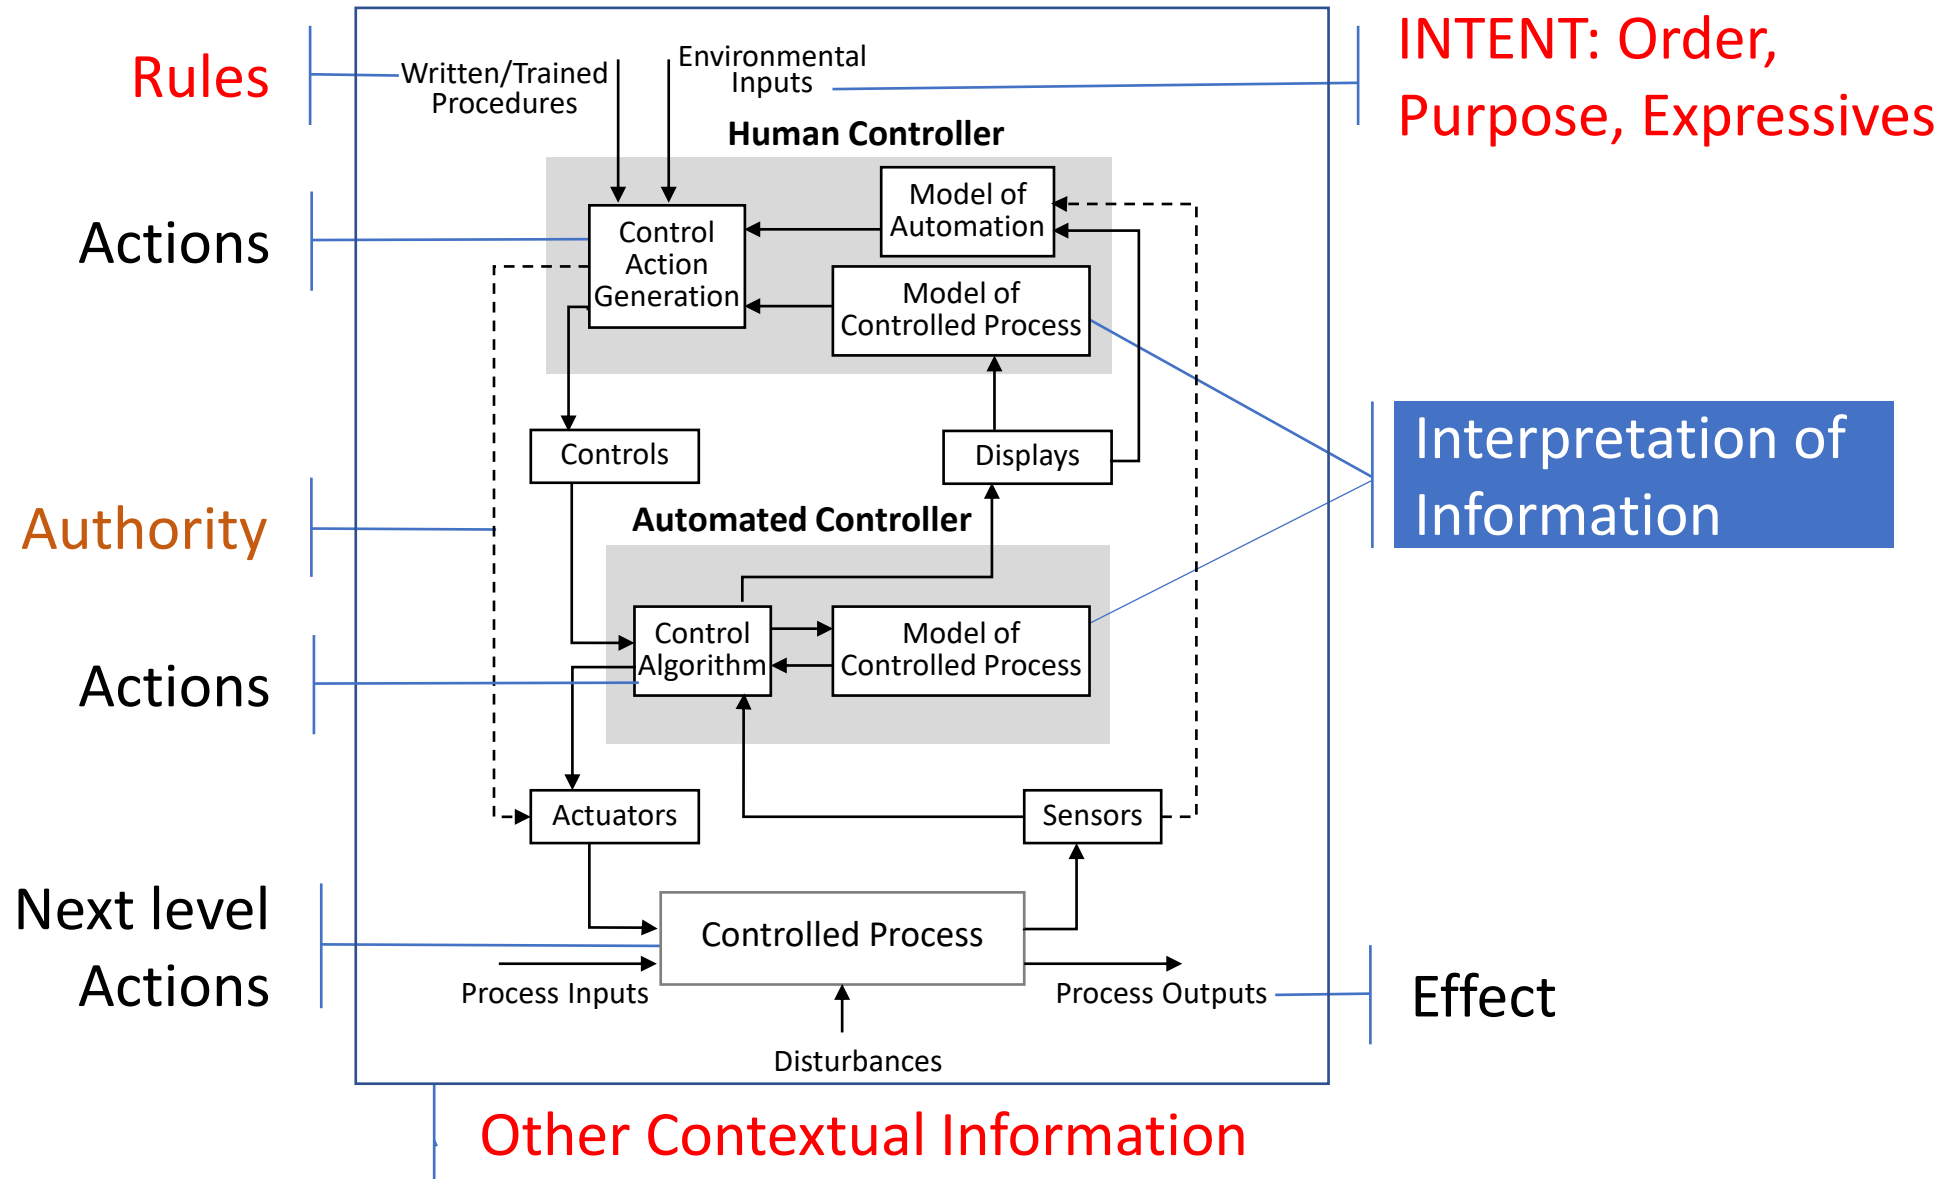 Rules
Written/Trained
Procedures
Environmental
Inputs
INTENT: Order,
Purpose, Expressives
Human Controller
Actions
Control
Action
Generation
Model of
Automation
Model of
Controlled Process
Controls
Displays
Interpretation of
Information
Authority
Automated Controller
Actions
Control
Algorithm
Model of
Controlled Process
Actuators
Sensors
Next level
Actions
Controlled Process
Process Inputs
Process Outputs
Effect
Disturbances
Other Contextual Information